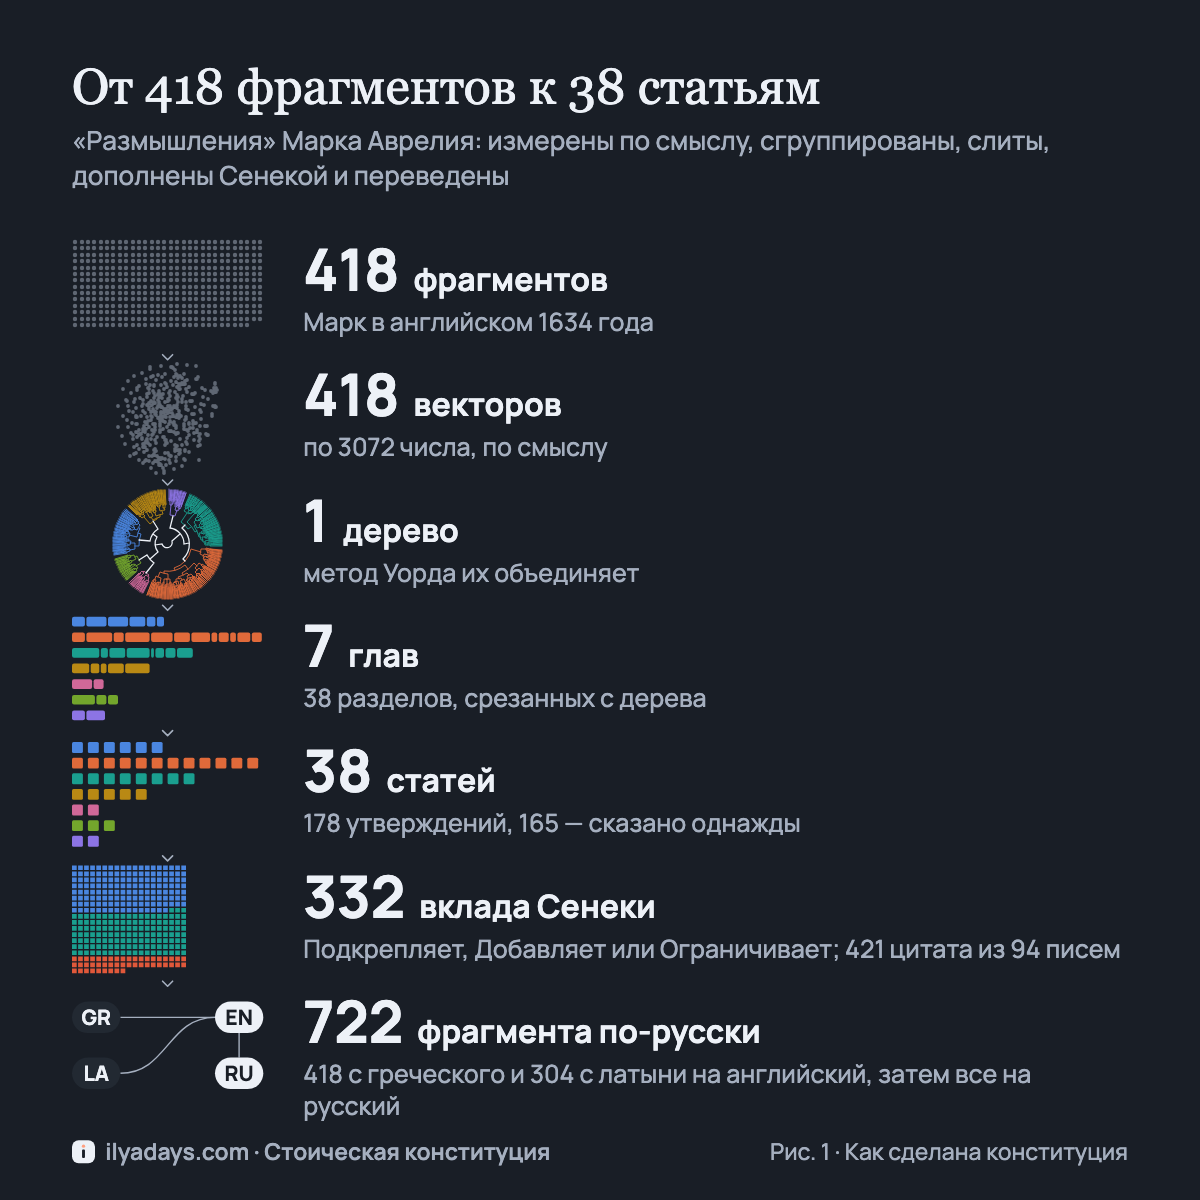 От 418 фрагментов к 38 статьям
«Размышления» Марка Аврелия: измерены по смыслу, сгруппированы, слиты,
дополнены Сенекой и переведены
418 фрагментов
Марк в английском 1634 года
418 векторов
по 3072 числа, по смыслу
1 дерево
метод Уорда их объединяет
7 глав
38 разделов, срезанных с дерева
38 статей
178 утверждений, 165 — сказано однажды
332 вклада Сенеки
Подкрепляет, Добавляет или Ограничивает; 421 цитата из 94 писем
GR EN
LA RU
722 фрагмента по-русски
418 с греческого и 304 с латыни на английский, затем все на
русский
i ilyadays.com · Стоическая конституция
Рис. 1 · Как сделана конституция